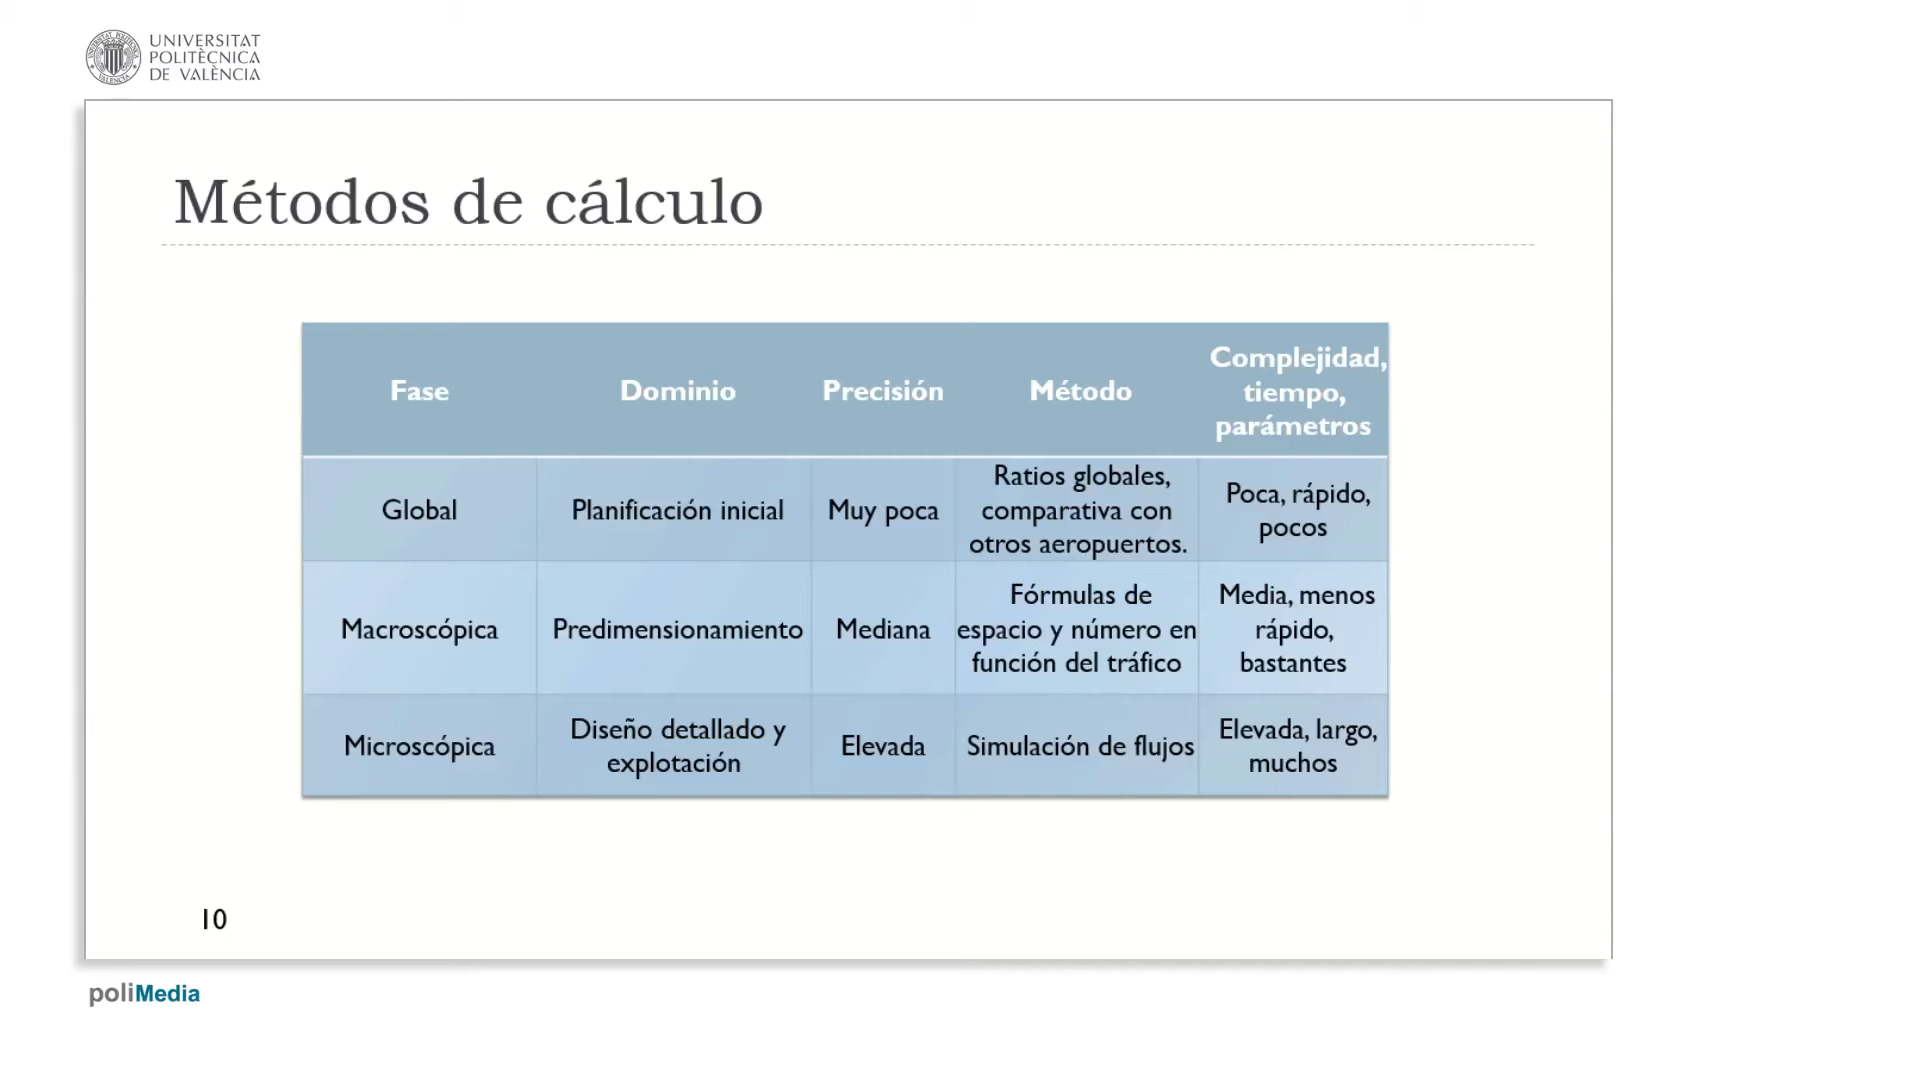 UNIVERSITAT
POLITÈCNICA
DE VALÈNCIA
Métodos de cálculo
Fase
Dominio
Precisión
Método
Complejidad,
tiempo,
parámetros
Global
Planificación inicial
Muy poca
Ratios globales,
comparativa con
otros aeropuertos.
Poca, rápido,
pocos
Macroscópica
Predimensionamiento
Mediana
Fórmulas de
espacio y número en
función del tráfico
Media, menos
rápido,
bastantes
Microscópica
Diseño detallado y
explotación
Elevada
Simulación de flujos
Elevada, largo,
muchos
10
poliMedia